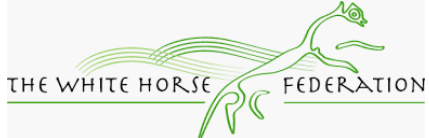 THE WHITE HORSE FEDERATION